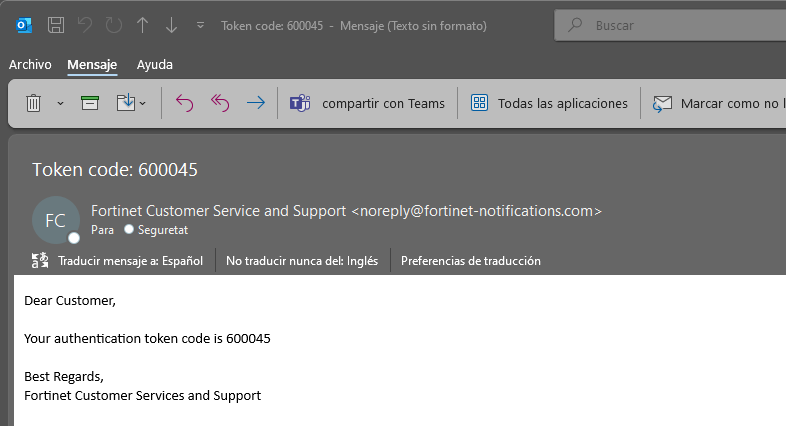 Token code: 600045 - Mensaje (Texto sin formato)
Buscar
Archivo Mensaje Ayuda
compartir con Teams Todas las aplicaciones Marcar como no l
Token code: 600045
FC
Fortinet Customer Service and Support <noreply@fortinet-notifications.com>
Para Seguretat
Traducir mensaje a: Español No traducir nunca del: Inglés Preferencias de traducción
Dear Customer,
Your authentication token code is 600045
Best Regards,
Fortinet Customer Services and Support